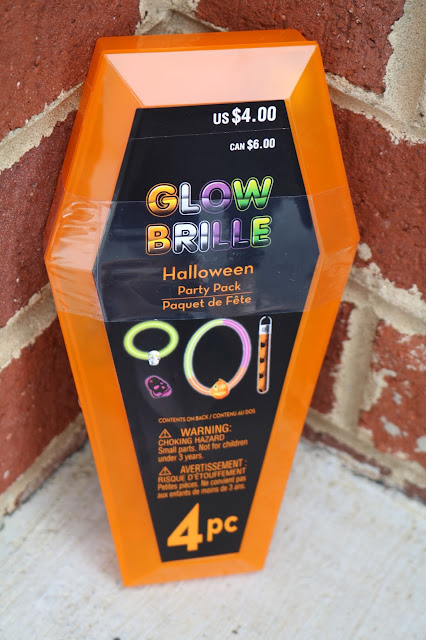 US $4.00
CAN $6.00
GLOW
BRILLE
Halloween
Party Pack
Paquet de Fête
CONTENTS ON BACK / CONTENU AU DOS
WARNING:
CHOKING HAZARD
Small parts. Not for children
under 3 years.
AVERTISSEMENT:
RISQUE D'ÉTOUFFEMENT
Petites pièces. Ne convient pas
aux enfants de moins de 3 ans.
4pc